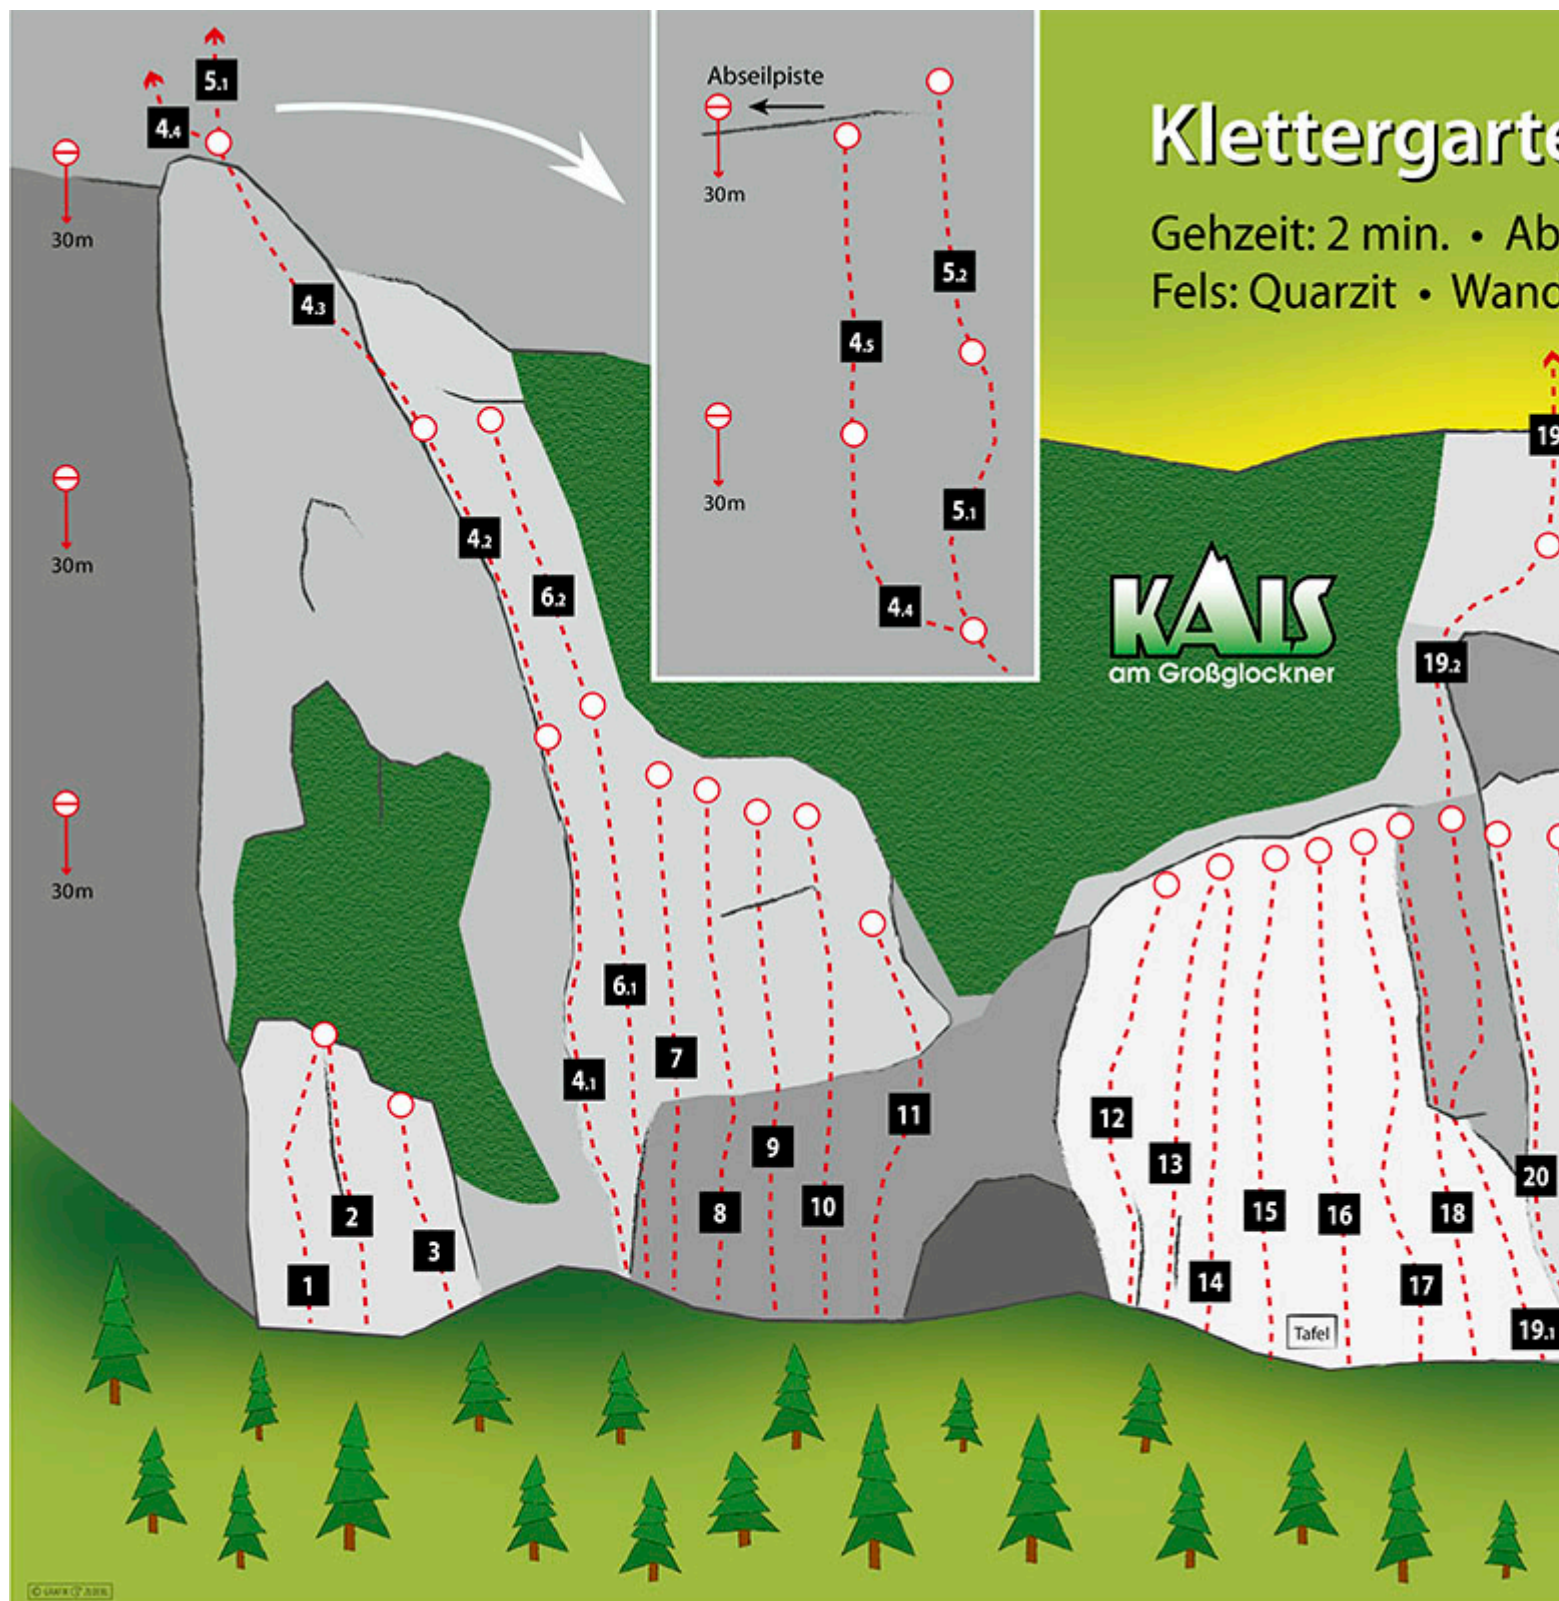 5.1
4.4
30m
4.3
30m
4.2
6.2
30m
6.1
7
4.1
11
9
8
10
2
3
1
Abseilpiste
30m
5.2
4.5
30m
5.1
4.4
Klettergarte
Gehzeit: 2 min. • Ab
Fels: Quarzit • Wand
KALS
am Großglockner
19
19.2
12
13
20
15
16
18
14
17
Tafel
19.1